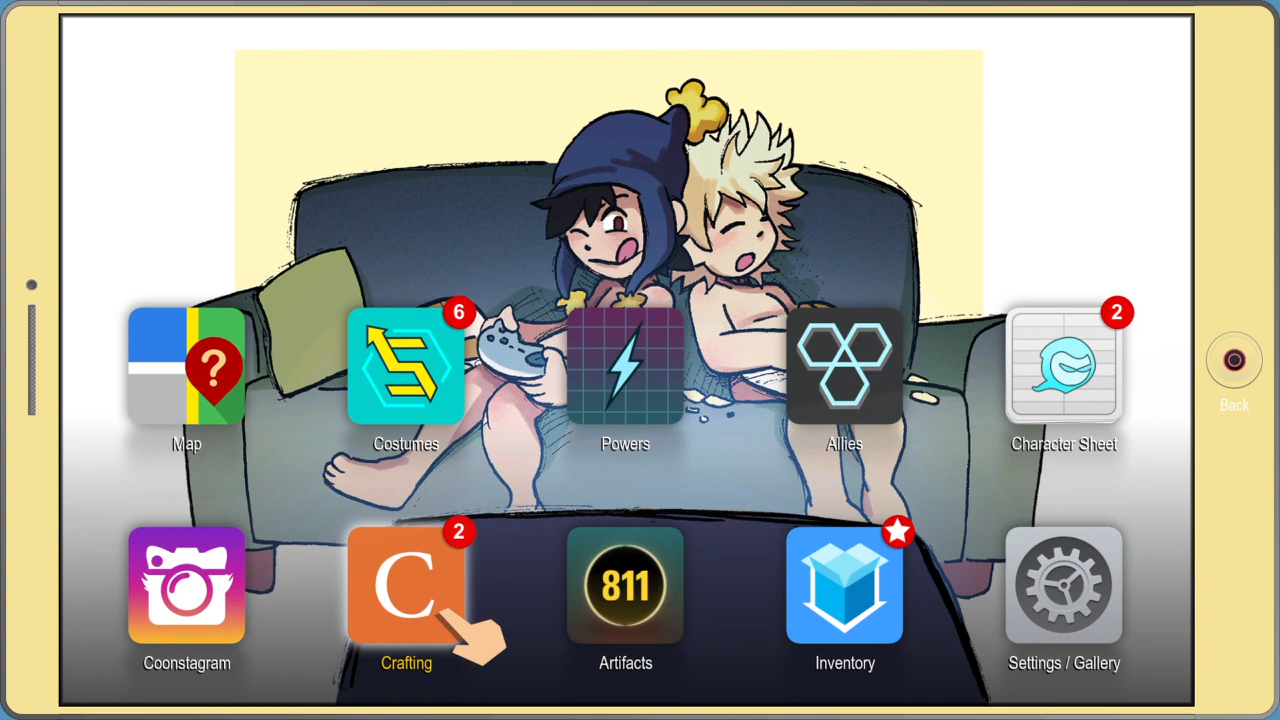 6
2
?
Map
Costumes
Powers
Allies
Character Sheet
Back
2
C
811
Coonstagram
Crafting
Artifacts
Inventory
Settings / Gallery